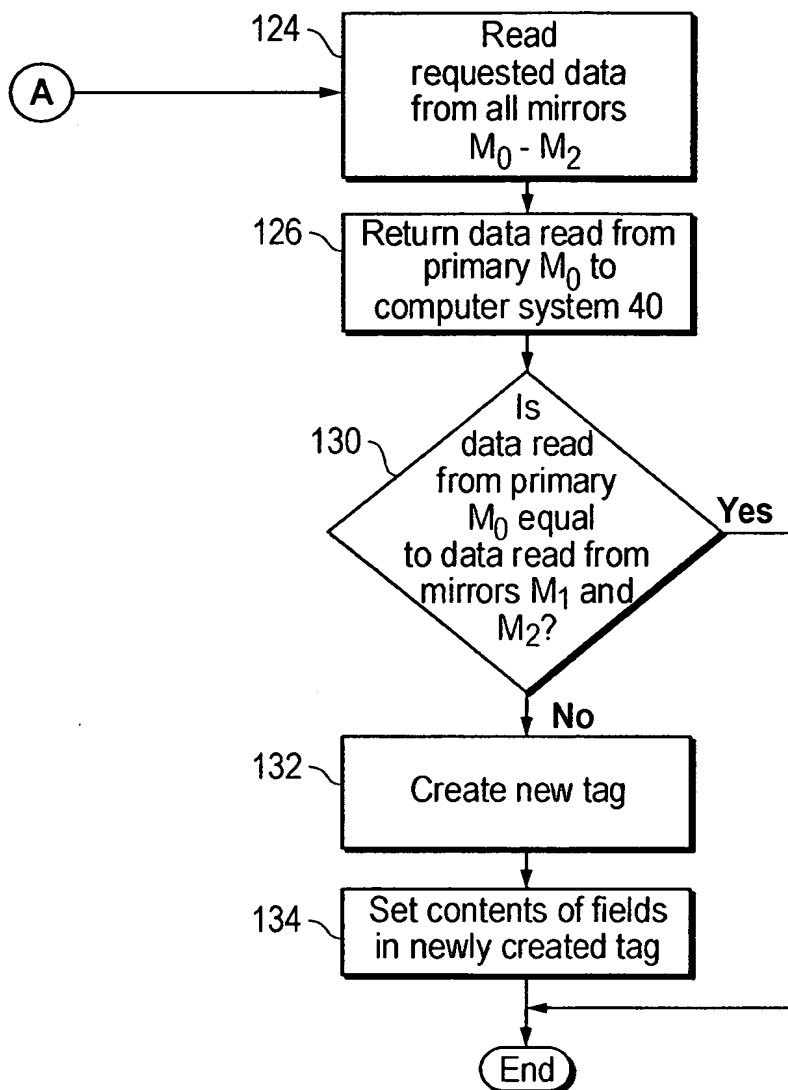 124
Read
requested data
from all mirrors
M0 - M2
A
126
Return data read from
primary M0 to
computer system 40
130
Is
data read
from primary
M0 equal
to data read from
mirrors M1 and
M2?
Yes
No
132
Create new tag
134
Set contents of fields
in newly created tag
End